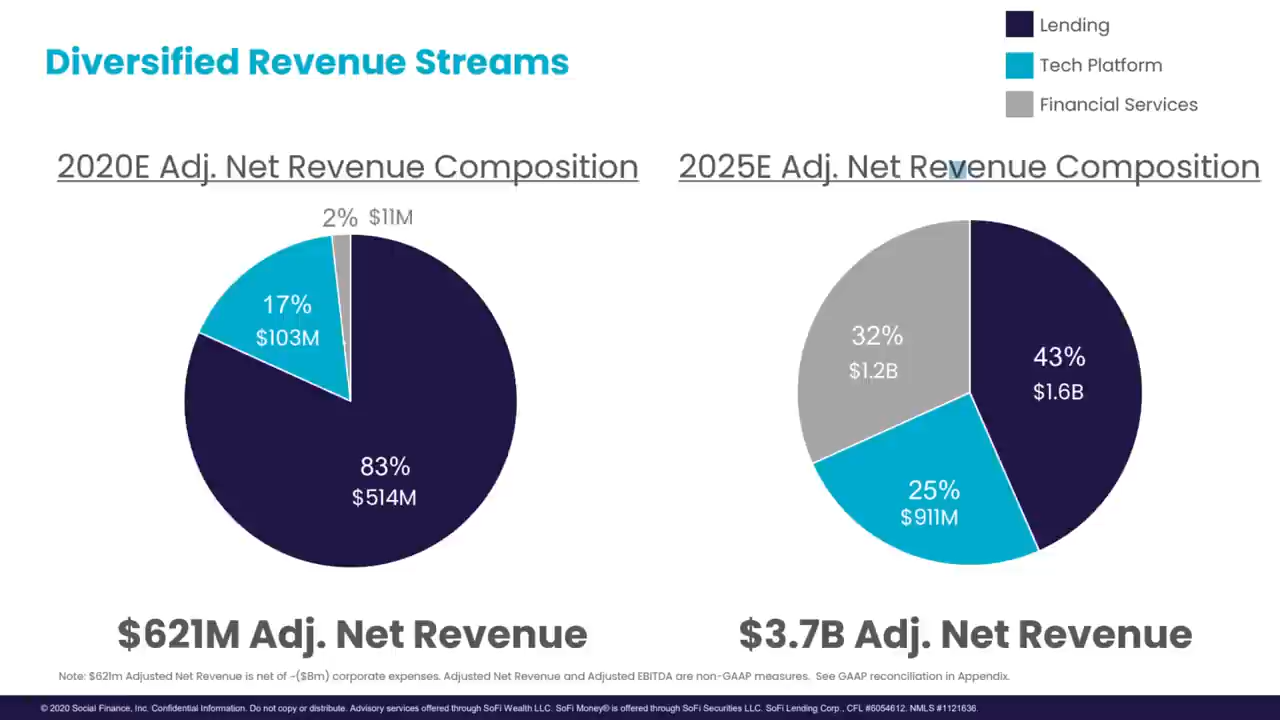 Diversified Revenue Streams
Lending
Tech Platform
Financial Services
2020E Adj. Net Revenue Composition
2% $11M
17%
$103M
83%
$514M
$621M Adj. Net Revenue
2025E Adj. Net Revenue Composition
32%
$1.2B
43%
$1.6B
25%
$911M
$3.7B Adj. Net Revenue
Note: $621m Adjusted Net Revenue is net of ~($8m) corporate expenses. Adjusted Net Revenue and Adjusted EBITDA are non-GAAP measures. See GAAP reconciliation in Appendix.
© 2020 Social Finance, Inc. Confidential Information. Do not copy or distribute. Advisory services offered through SoFi Wealth LLC. SoFi Money® is offered through SoFi Securities LLC. SoFi Lending Corp., CFL #6054612. NMLS #1121636.